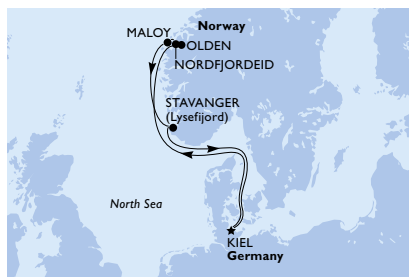 Norway
MALOY
OLDEN
NORDFJORDEID
STAVANGER
(Lysefijord)
North Sea
KIEL
Germany